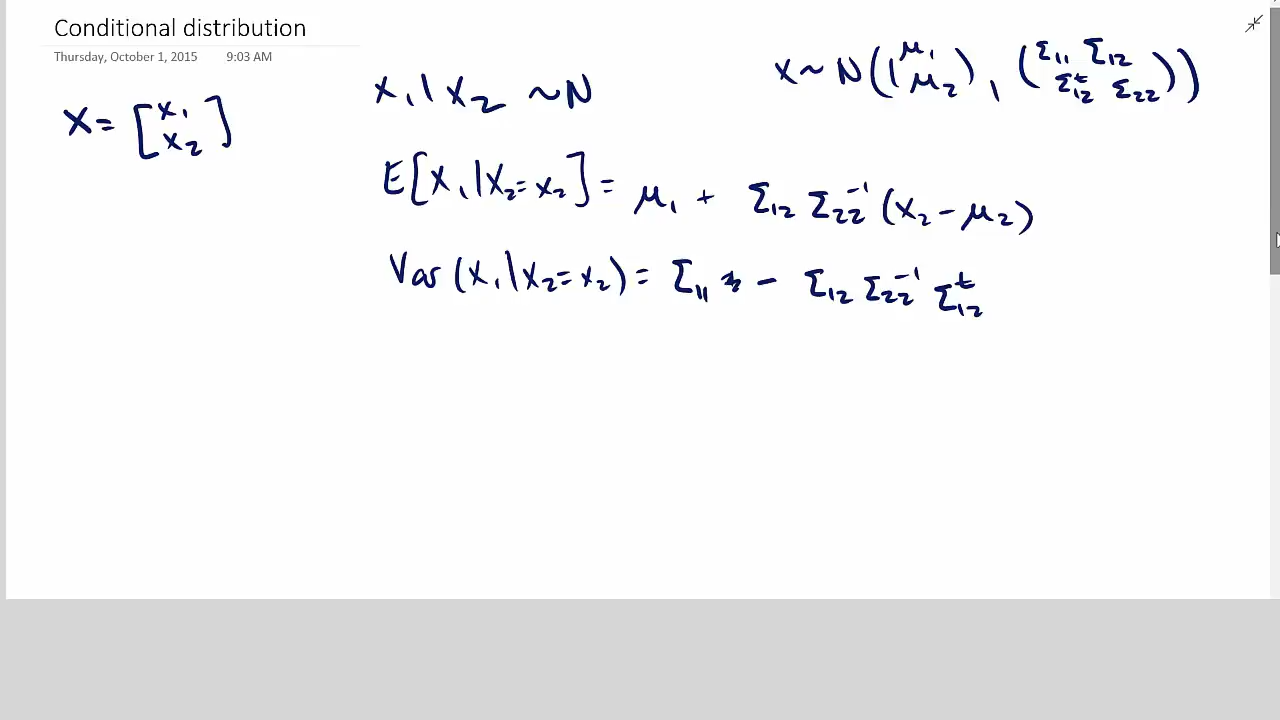 Conditional distribution
Thursday, October 1, 2015 9:03 AM
X = [x₁ x₂]
x₁ | x₂ ~ N
x ~ N((μ₁ μ₂), (Σ₁₁ Σ₁₂ Σ₁₂ᵗ Σ₂₂))
E[X₁ | X₂ = x₂] = μ₁ + Σ₁₂ Σ₂₂⁻¹ (x₂ − μ₂)
Var (X₁ | X₂ = x₂) = Σ₁₁ − Σ₁₂ Σ₂₂⁻¹ Σ₁₂ᵗ